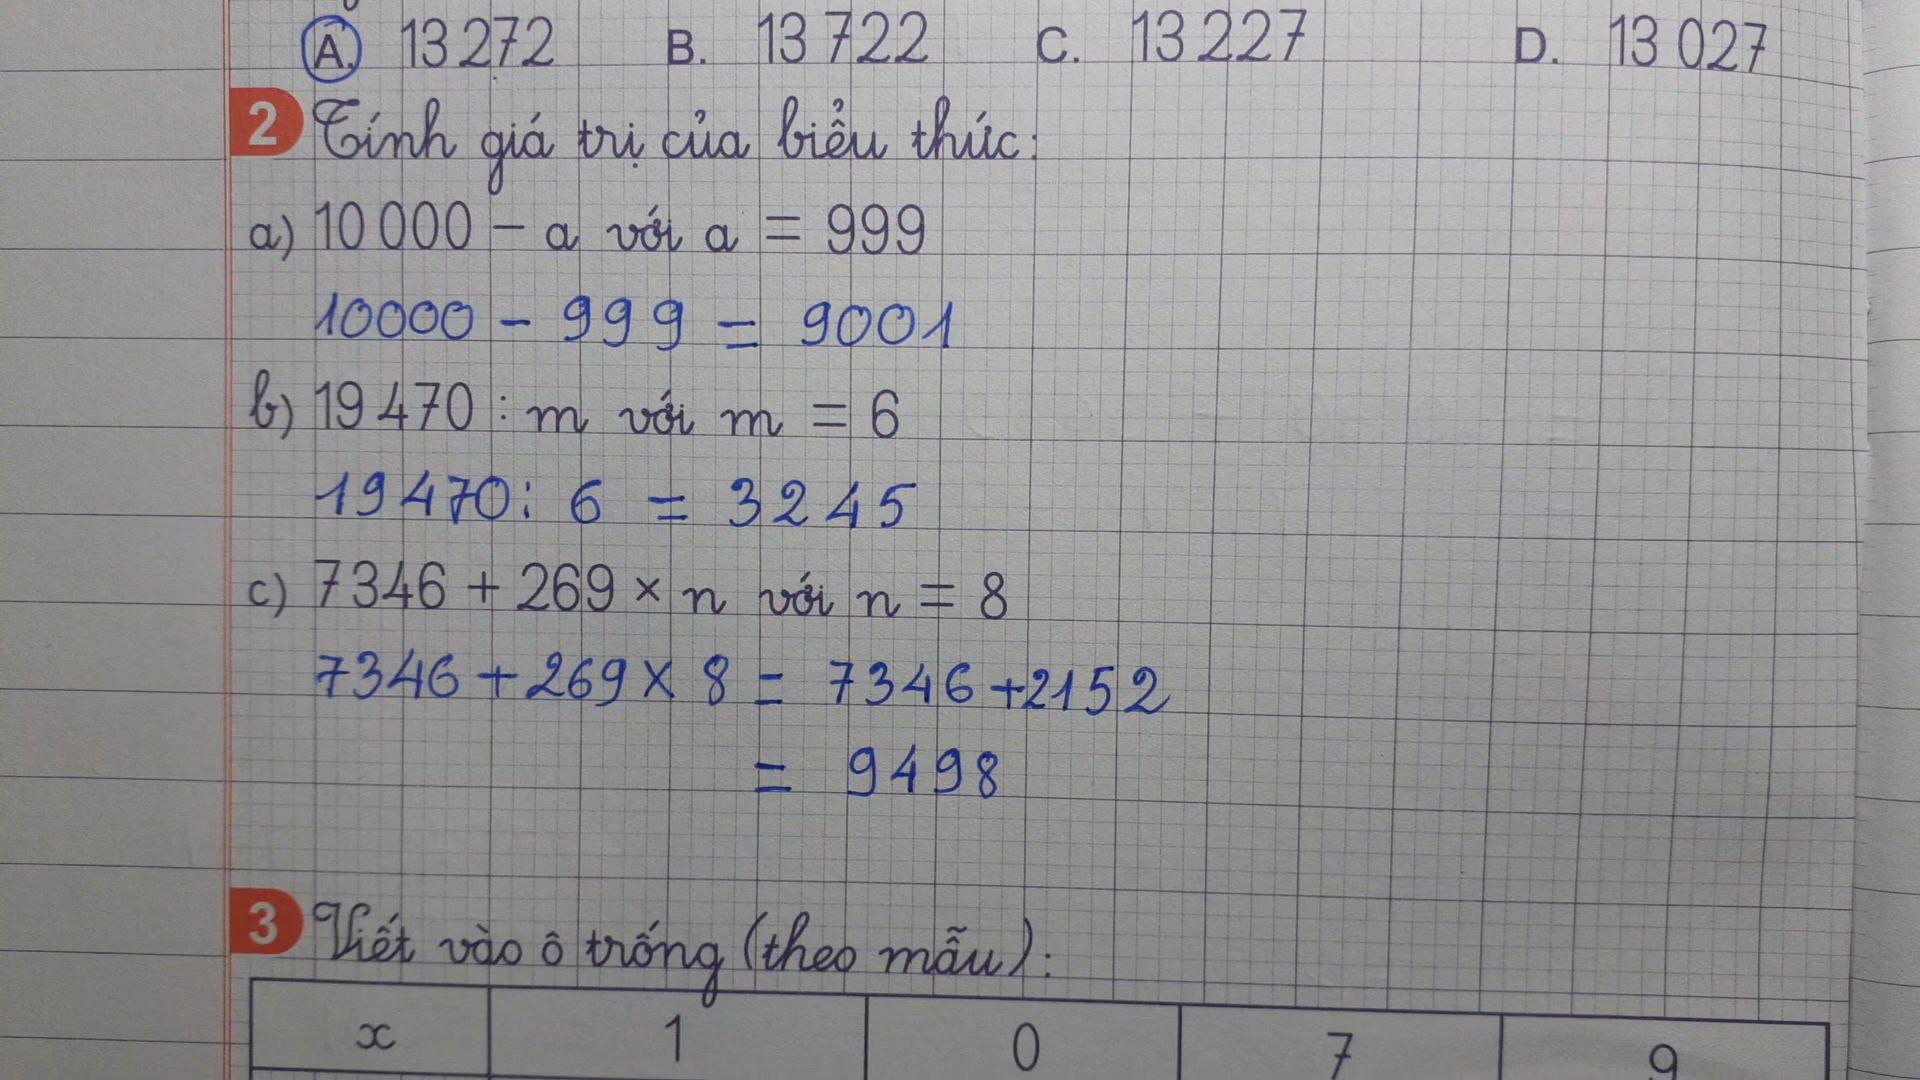 A. 13 272 B. 13 722 C. 13 227 D. 13 027
2 Tính giá trị của biểu thức:
a) 10 000 – a với a = 999
10000 - 999 = 9001
b) 19 470 : m với m = 6
19470 : 6 = 3245
c) 7346 + 269 × n với n = 8
7346 + 269 × 8 = 7346 + 2152
= 9498
3 Viết vào ô trống (theo mẫu):
x 1 0 7 9